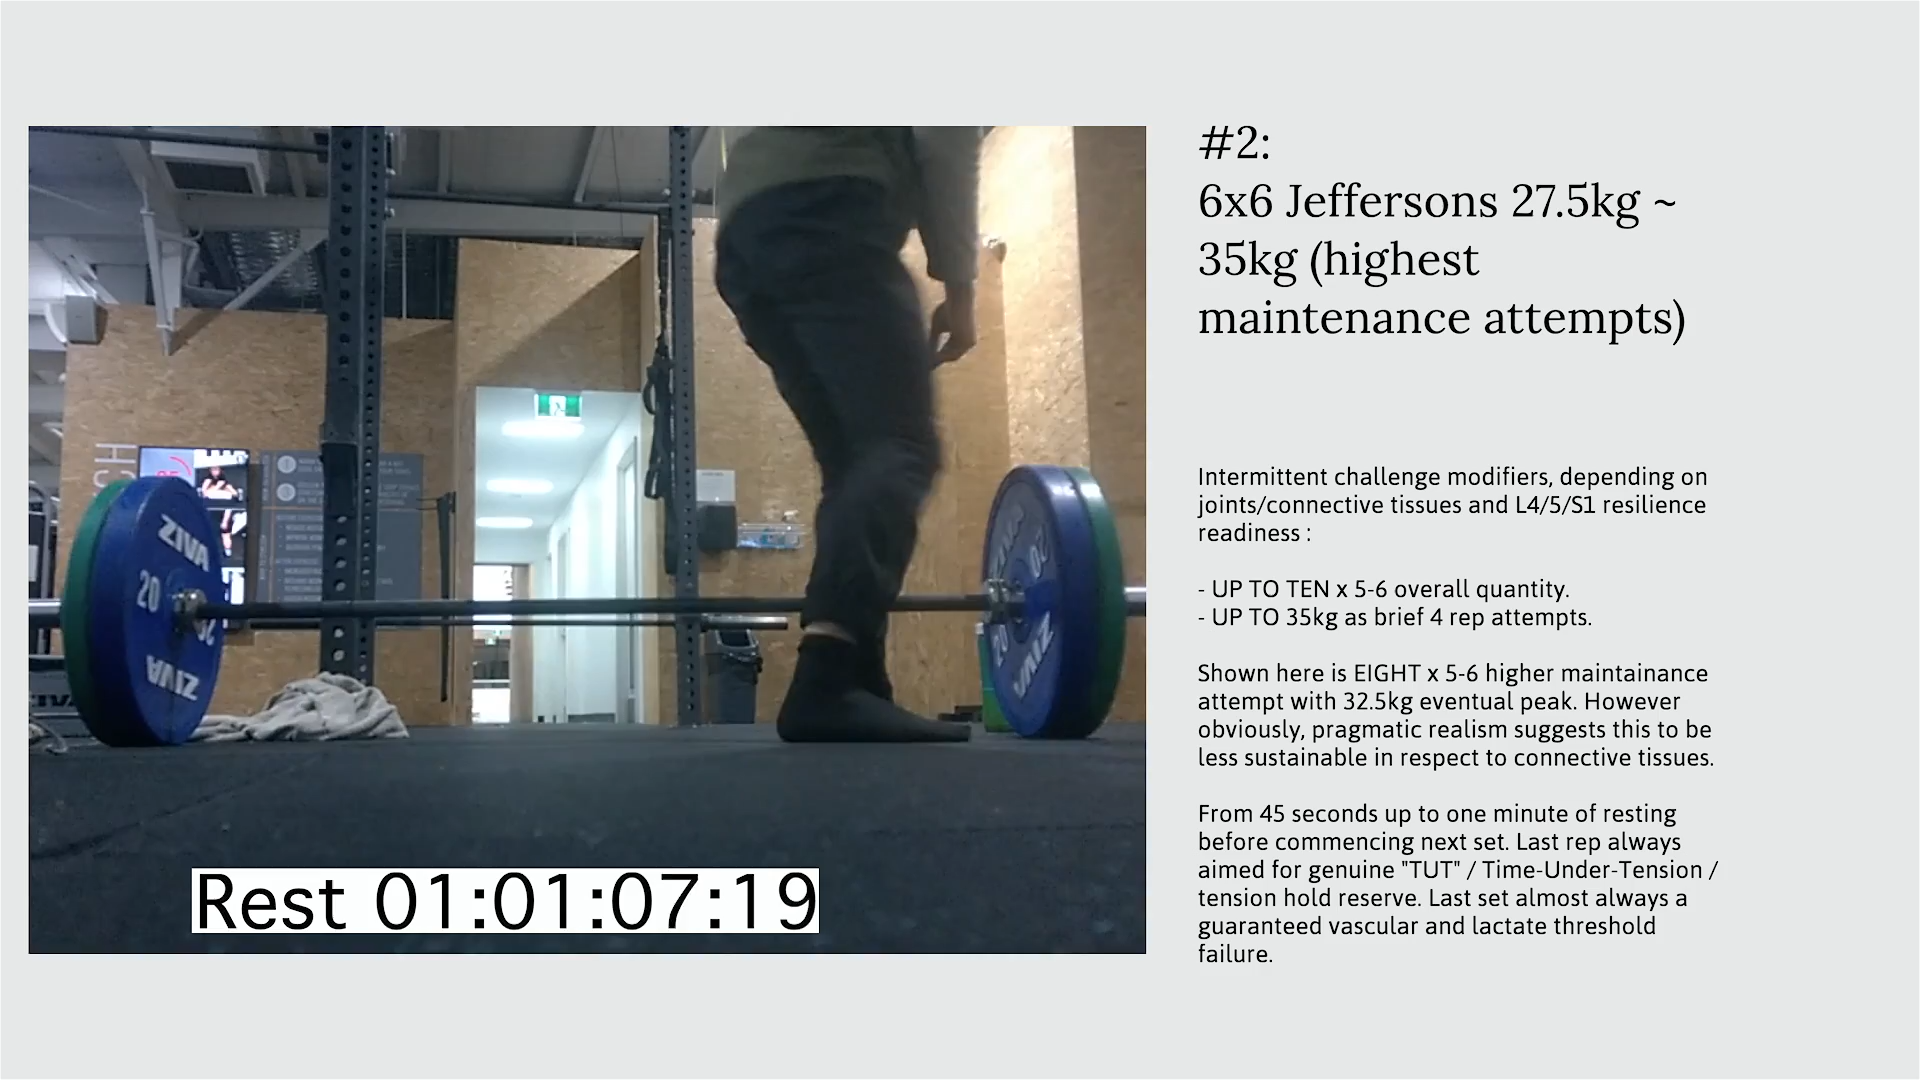 #2:
6x6 Jeffersons 27.5kg ~
35kg (highest
maintenance attempts)
Intermittent challenge modifiers, depending on
joints/connective tissues and L4/5/S1 resilience
readiness :
- UP TO TEN x 5-6 overall quantity.
- UP TO 35kg as brief 4 rep attempts.
Shown here is EIGHT x 5-6 higher maintainance
attempt with 32.5kg eventual peak. However
obviously, pragmatic realism suggests this to be
less sustainable in respect to connective tissues.
From 45 seconds up to one minute of resting
before commencing next set. Last rep always
aimed for genuine "TUT" / Time-Under-Tension /
tension hold reserve. Last set almost always a
guaranteed vascular and lactate threshold
failure.
ZIVA
20
ZIVA
20
ZIVA
Rest 01:01:07:19